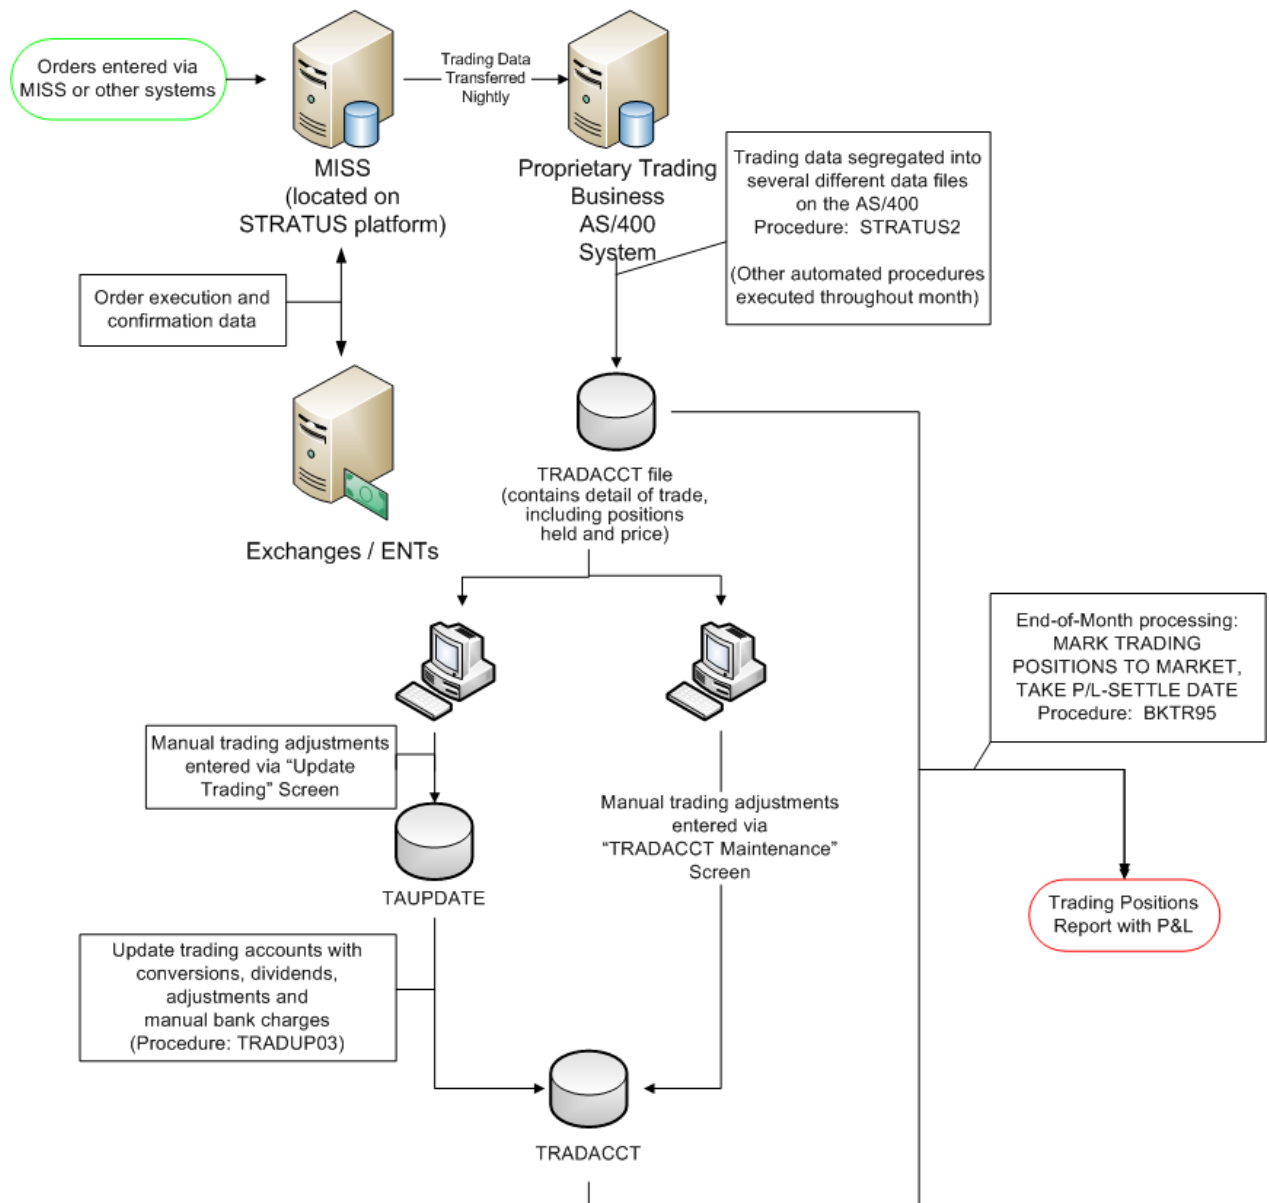 Orders entered via
MISS or other systems
Trading Data
Transferred
Nightly
MISS
(located on
STRATUS platform)
Proprietary Trading
Business
AS/400
System
Trading data segregated into
several different data files
on the AS/400
Procedure:  STRATUS2
(Other automated procedures
executed throughout month)
Order execution and
confirmation data
Exchanges / ENTs
TRADACCT file
(contains detail of trade,
including positions
held and price)
End-of-Month processing:
MARK TRADING
POSITIONS TO MARKET,
TAKE P/L-SETTLE DATE
Procedure:  BKTR95
Manual trading adjustments
entered via “Update
Trading” Screen
Manual trading adjustments
entered via
“TRADACCT Maintenance”
Screen
TAUPDATE
Trading Positions
Report with P&L
Update trading accounts with
conversions, dividends,
adjustments and
manual bank charges
(Procedure: TRADUP03)
TRADACCT